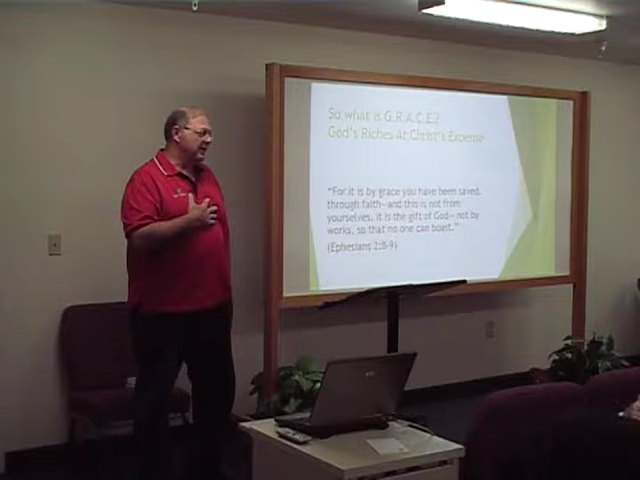 So what is G.R.A.C.E.?
God's Riches At Christ's Expense
"For it is by grace you have been saved,
through faith—and this is not from
yourselves, it is the gift of God— not by
works, so that no one can boast."
(Ephesians 2:8-9)